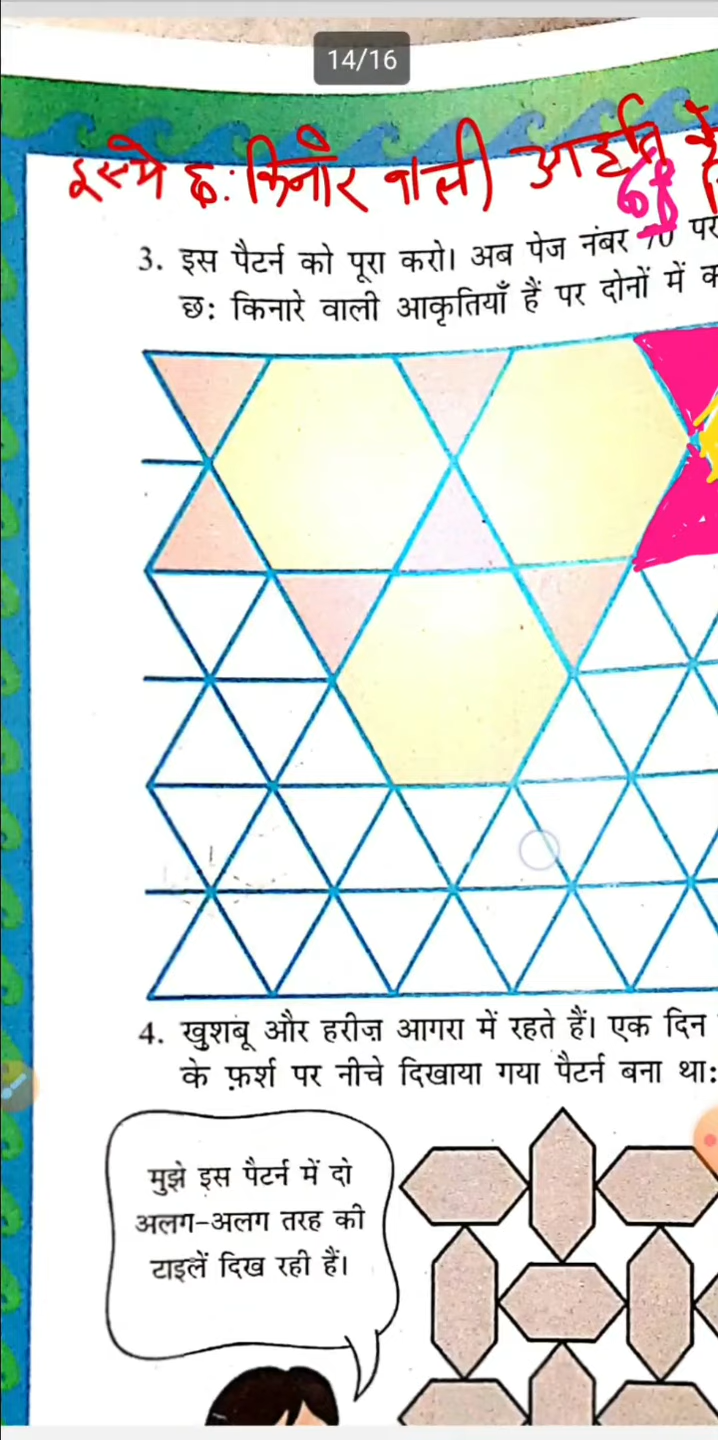 14/16
इसमे छ: किनारे वाली आकृति
68
3. इस पैटर्न को पूरा करो। अब पेज नंबर 70 पर
छ: किनारे वाली आकृतियाँ हैं पर दोनों में
4. खुशबू और हरीज़ आगरा में रहते हैं। एक दिन
के फ़र्श पर नीचे दिखाया गया पैटर्न बना था:
मुझे इस पैटर्न में दो
अलग-अलग तरह की
टाइलें दिख रही हैं।